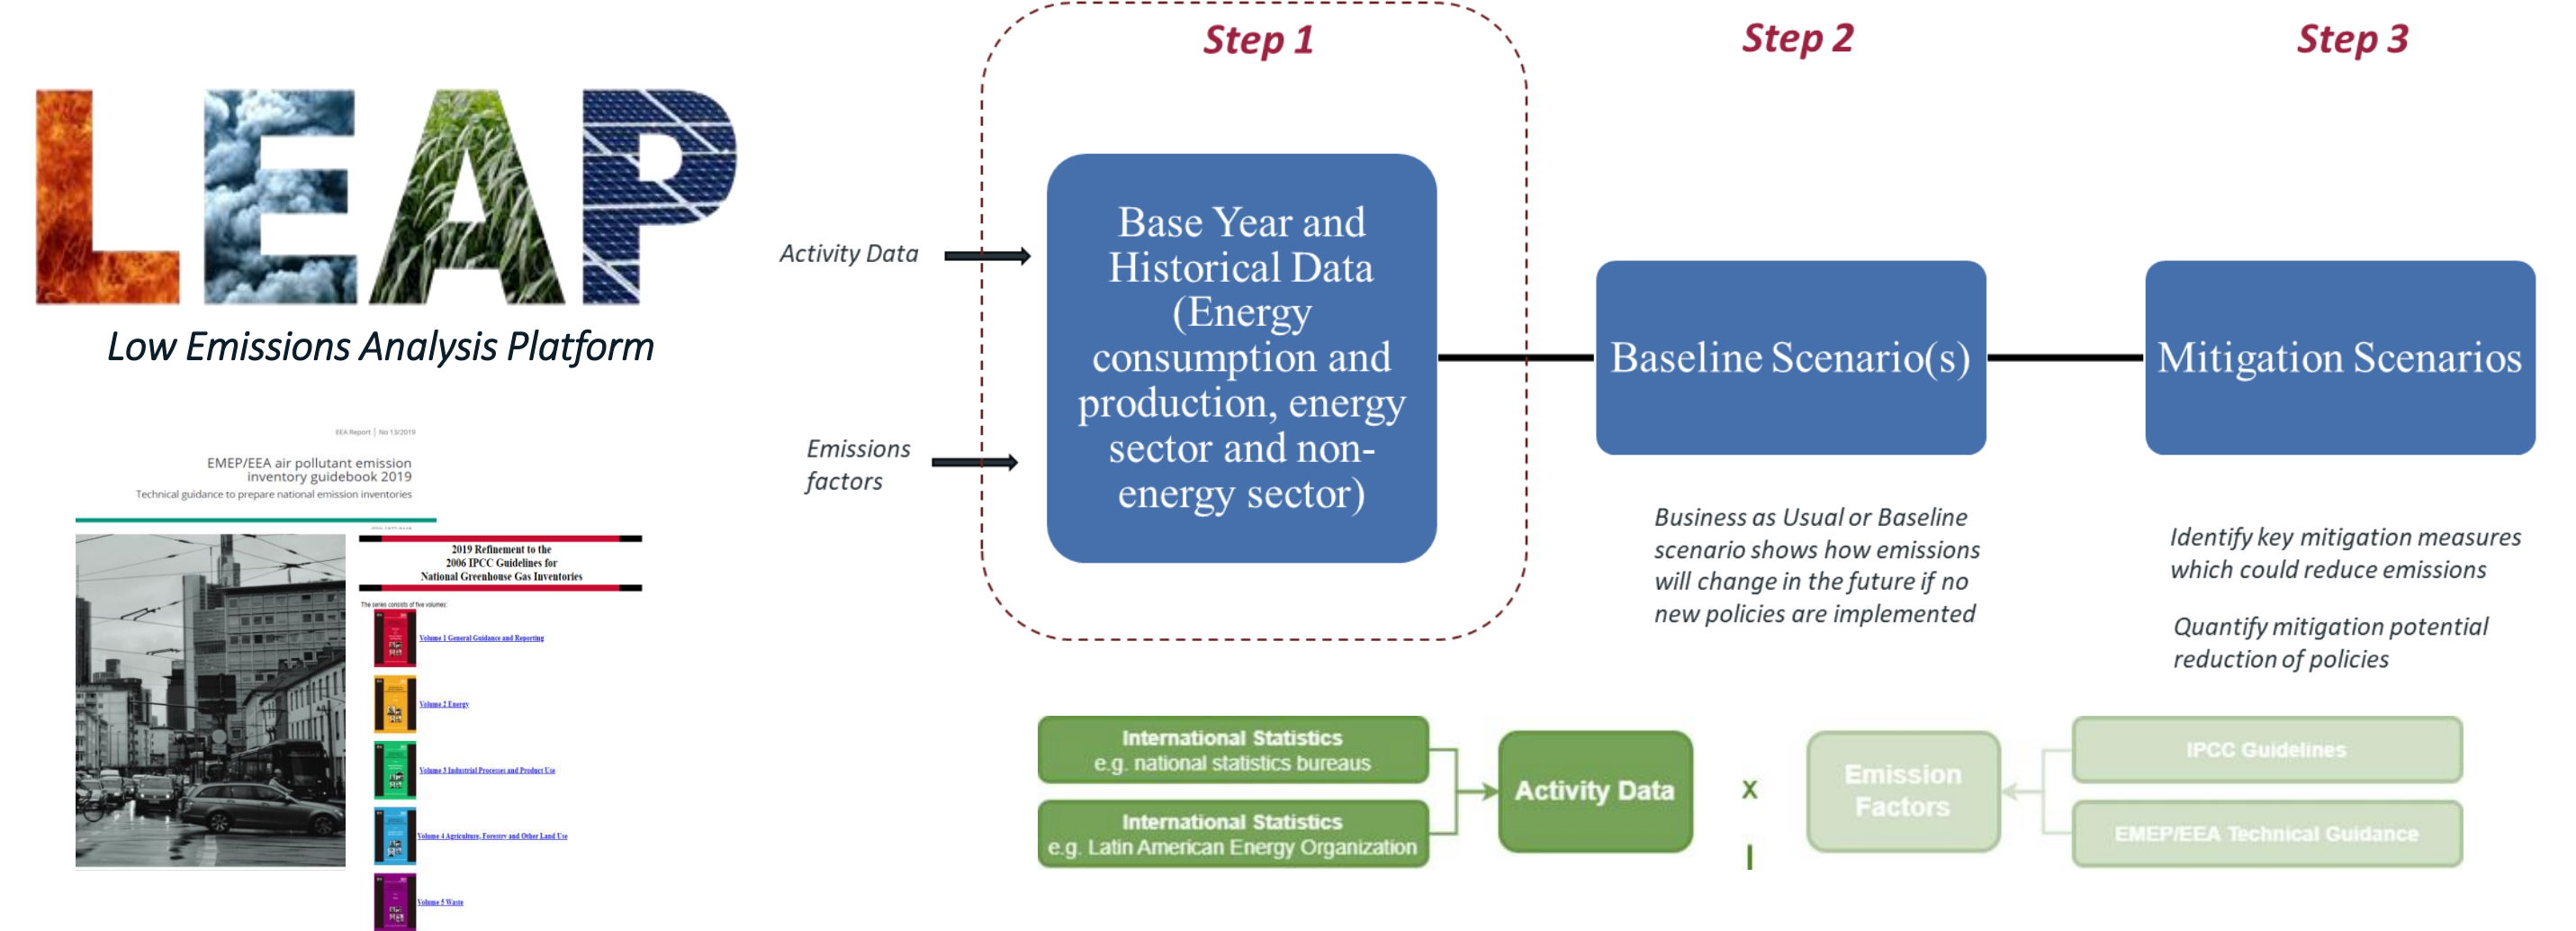 LEAP
Low Emissions Analysis Platform
EEA Report | No 13/2019
EMEP/EEA air pollutant emission
inventory guidebook 2019
Technical guidance to prepare national emission inventories
2019 Refinement to the
2006 IPCC Guidelines for
National Greenhouse Gas Inventories
The series consists of five volumes:
Volume 1 General Guidance and Reporting
Volume 2 Energy
Volume 3 Industrial Processes and Product Use
Volume 4 Agriculture, Forestry and Other Land Use
Volume 5 Waste
Activity Data
Emissions
factors
Step 1
Base Year and
Historical Data
(Energy
consumption and
production, energy
sector and non-
energy sector)
Step 2
Baseline Scenario(s)
Business as Usual or Baseline
scenario shows how emissions
will change in the future if no
new policies are implemented
Step 3
Mitigation Scenarios
Identify key mitigation measures
which could reduce emissions
Quantify mitigation potential
reduction of policies
International Statistics
e.g. national statistics bureaus
International Statistics
e.g. Latin American Energy Organization
Activity Data
x
Emission
Factors
IPCC Guidelines
EMEP/EEA Technical Guidance